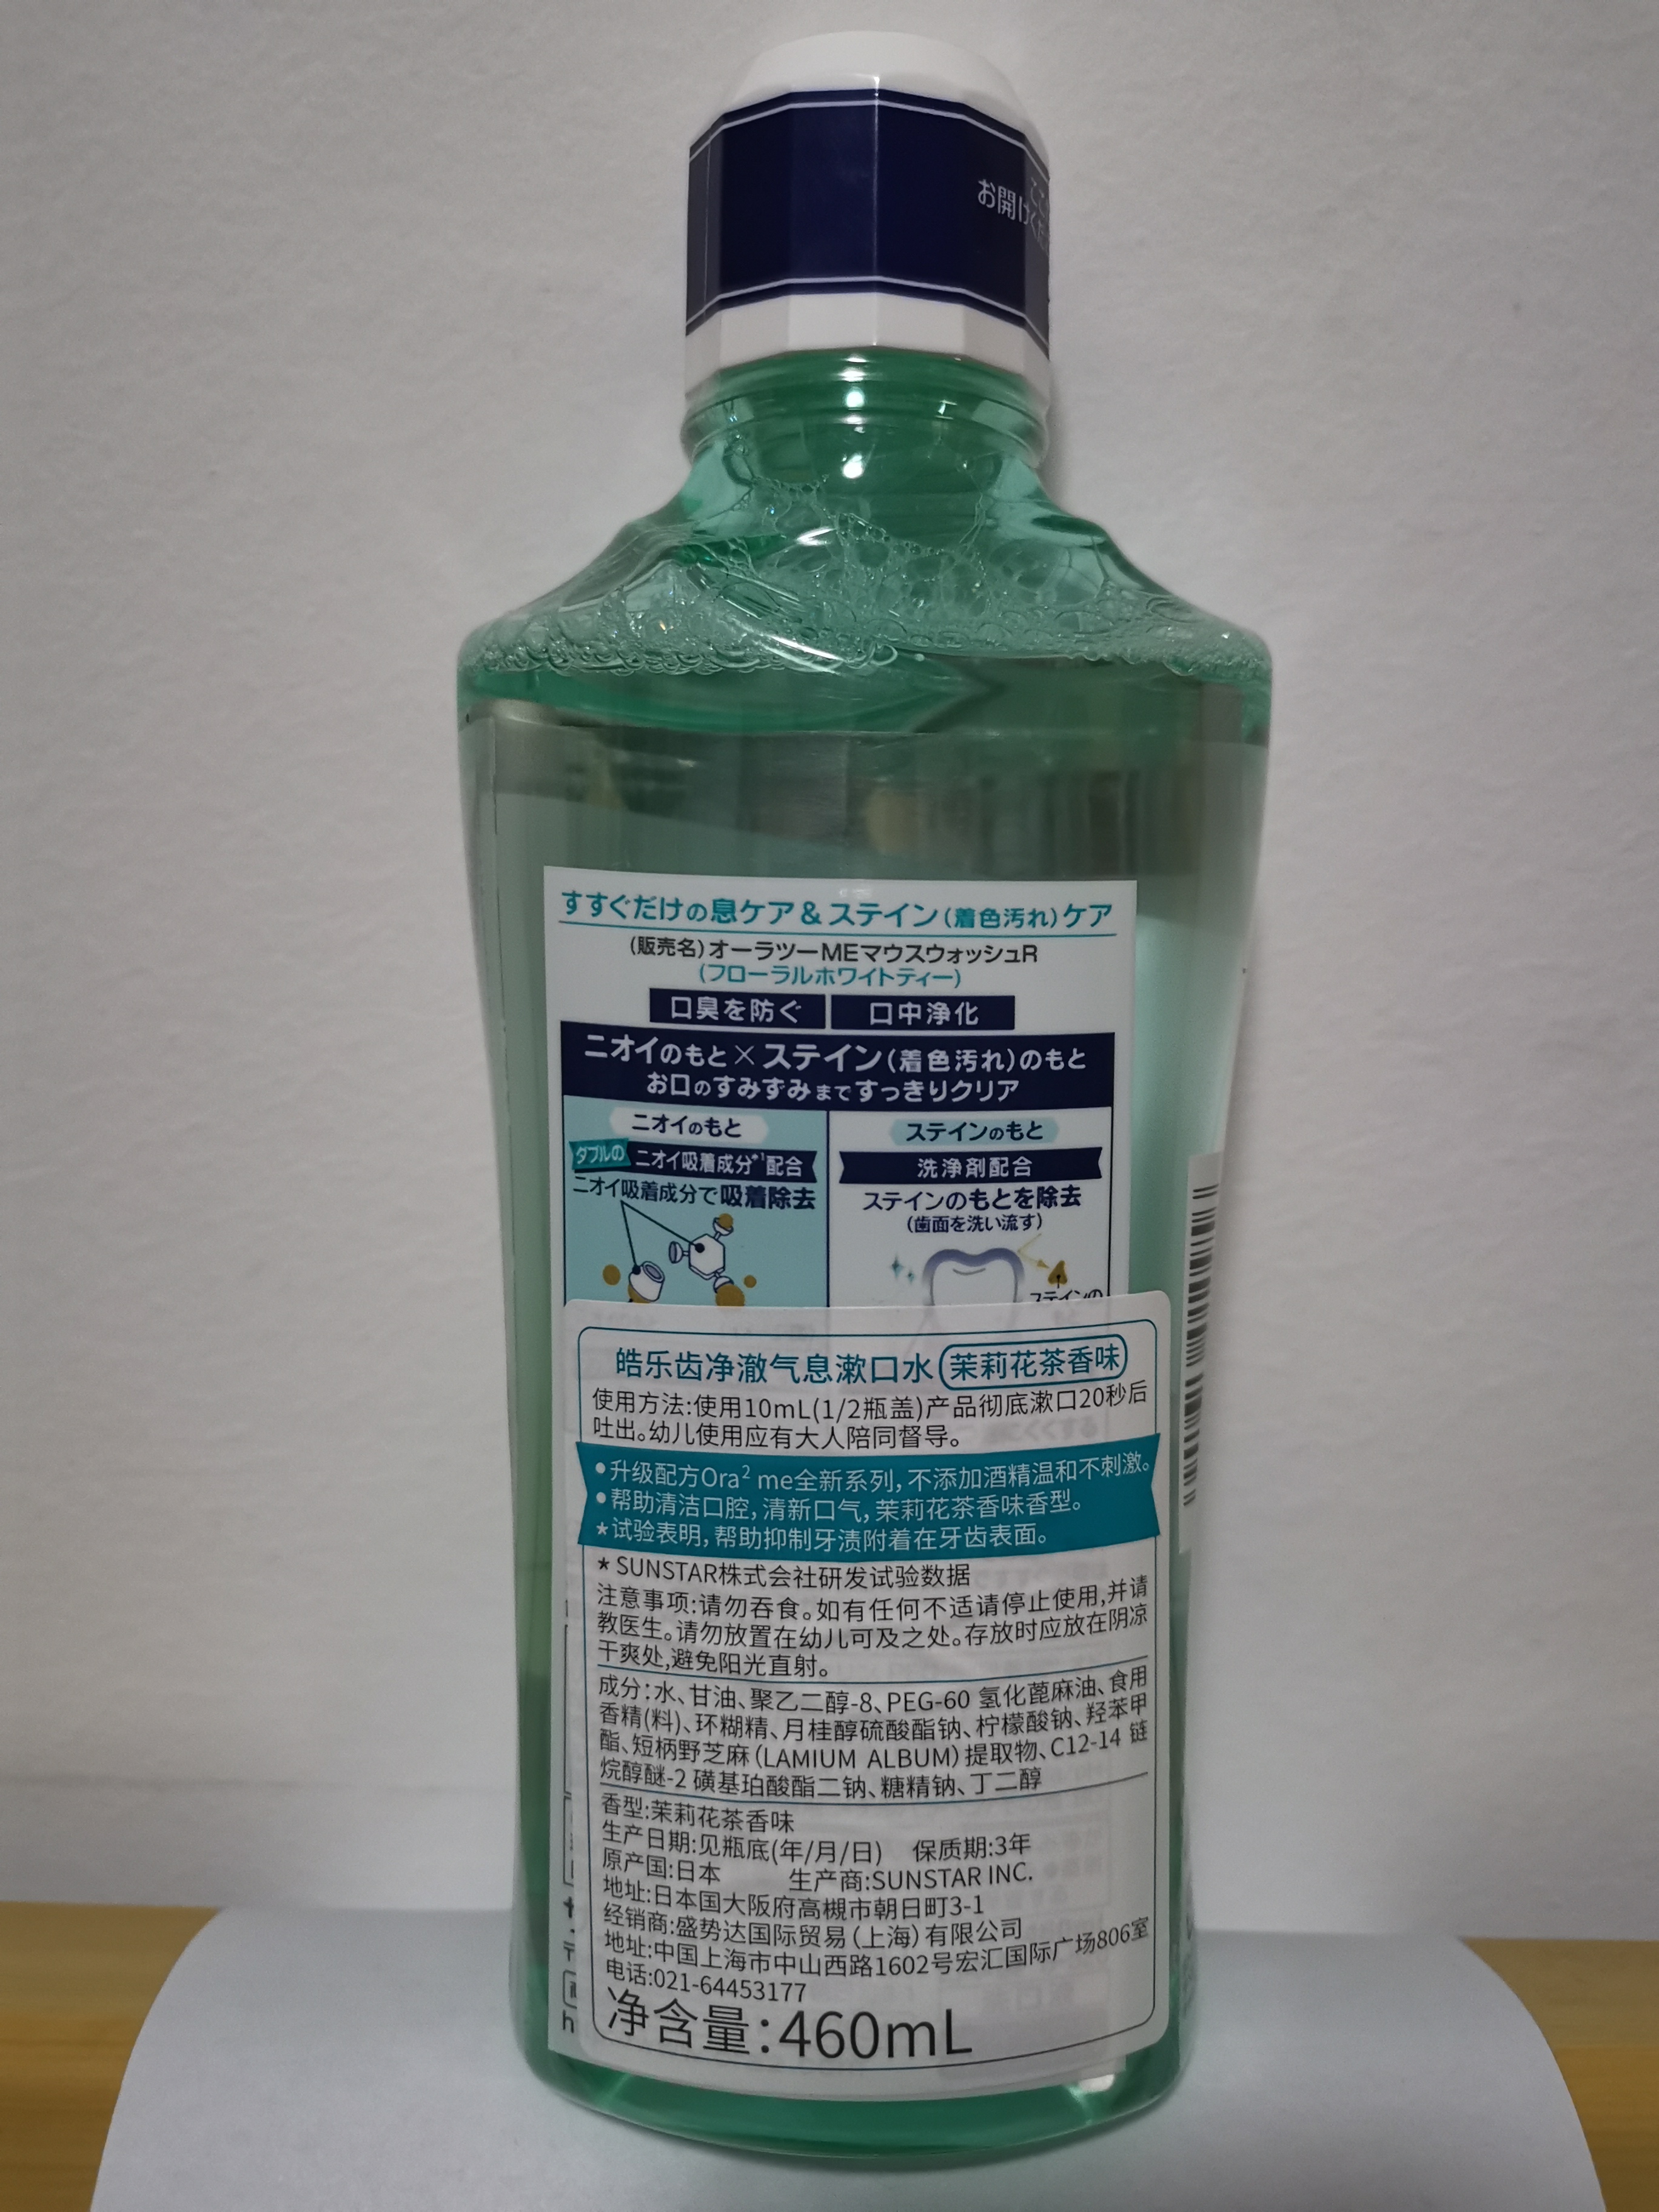 お開け
すすぐだけの息ケア&ステイン(着色汚れ)ケア
(販売名)オーラツーMEマウスウォッシュR
(フローラルホワイトティー)
口臭を防ぐ 口中浄化
ニオイのもと×ステイン(着色汚れ)のもと
お口のすみずみまですっきりクリア
ニオイのもと
ダブルの ニオイ吸着成分*1配合
ニオイ吸着成分で吸着除去
ステインのもと
洗浄剤配合
ステインのもとを除去
(歯面を洗い流す)
ステインの
皓乐齿净澈气息漱口水 茉莉花茶香味
使用方法:使用10mL(1/2瓶盖)产品彻底漱口20秒后
吐出。幼儿使用应有大人陪同督导。
•升级配方Ora² me全新系列,不添加酒精温和不刺激。
•帮助清洁口腔,清新口气,茉莉花茶香味香型。
★试验表明,帮助抑制牙渍附着在牙齿表面。
★SUNSTAR株式会社研发试验数据
注意事项:请勿吞食。如有任何不适请停止使用,并请
教医生。请勿放置在幼儿可及之处。存放时应放在阴凉
干爽处,避免阳光直射。
成分:水、甘油、聚乙二醇-8、PEG-60 氢化蓖麻油、食用
香精(料)、环糊精、月桂醇硫酸酯钠、柠檬酸钠、羟苯甲
酯、短柄野芝麻(LAMIUM ALBUM)提取物、C12-14 链
烷醇醚-2 磺基珀酸酯二钠、糖精钠、丁二醇
香型:茉莉花茶香味
生产日期:见瓶底(年/月/日) 保质期:3年
原产国:日本 生产商:SUNSTAR INC.
地址:日本国大阪府高槻市朝日町3-1
经销商:盛势达国际贸易(上海)有限公司
地址:中国上海市中山西路1602号宏汇国际广场806室
电话:021-64453177
净含量:460mL